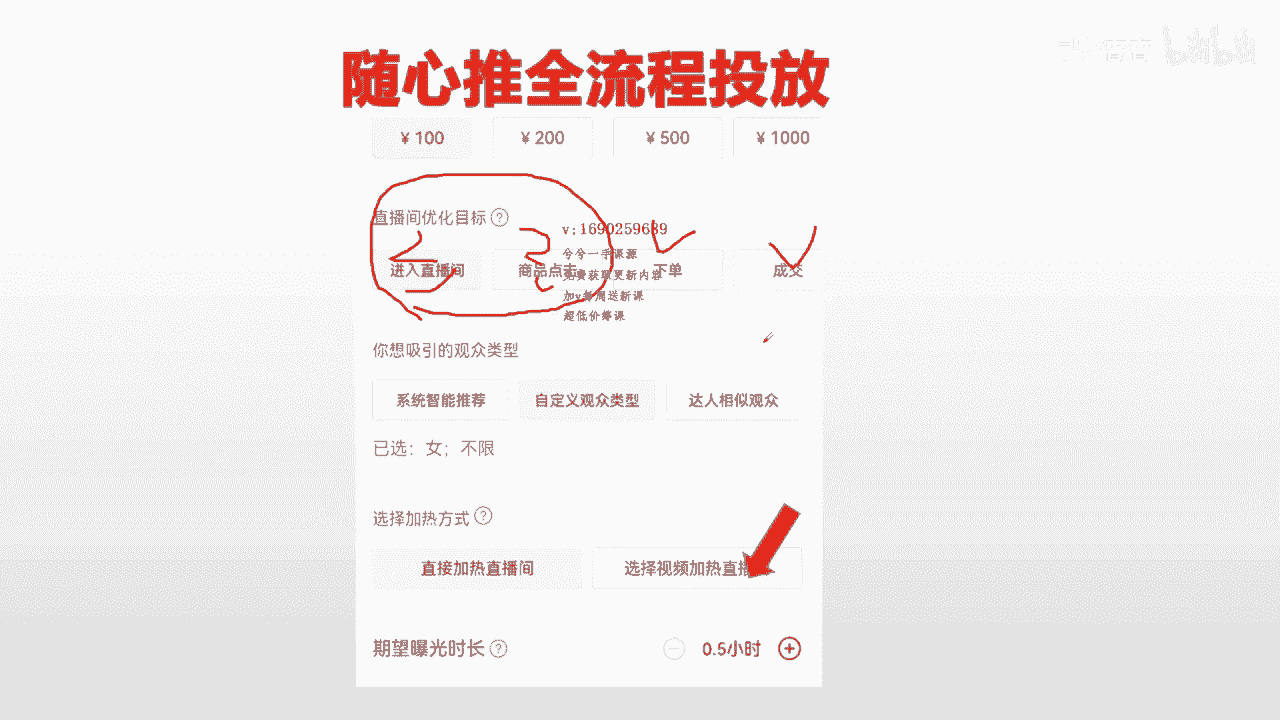 随心推全流程投放
bilibili
¥ 100 ¥ 200 ¥ 500 ¥ 1000
直播间优化目标 ?
v:1690259689
兮兮一手课源
进入直播间 商品点击 下单 成交
免费获取更新内容
加v每周送新课
超低价筹课
你想吸引的观众类型
系统智能推荐 自定义观众类型 达人相似观众
已选：女；不限
选择加热方式 ?
直接加热直播间 选择视频加热直播
期望曝光时长 ? 0.5小时